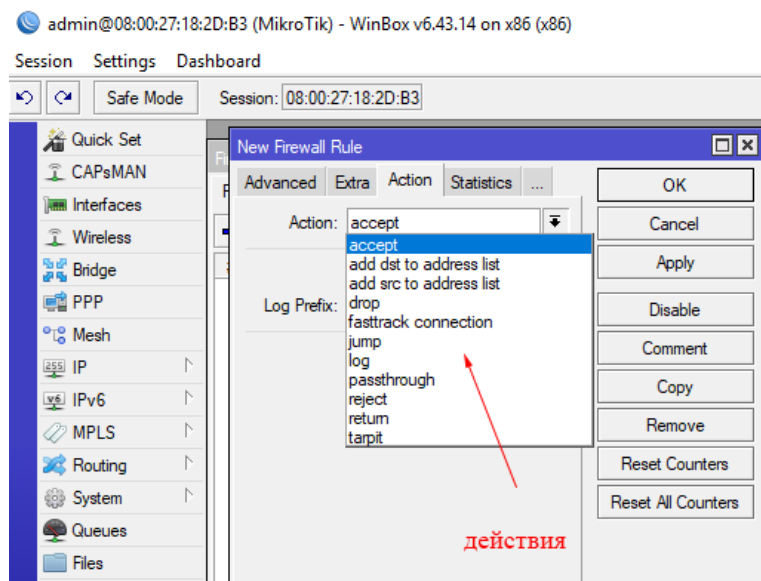 admin@08:00:27:18:2D:B3 (MikroTik) - WinBox v6.43.14 on x86 (x86)
Session Settings Dashboard
Safe Mode Session: 08:00:27:18:2D:B3
Quick Set
CAPsMAN
Interfaces
Wireless
Bridge
PPP
Mesh
255 IP
v6 IPv6
MPLS
Routing
System
Queues
Files
New Firewall Rule
Advanced Extra Action Statistics ...
Action: accept
accept
add dst to address list
add src to address list
drop
fasttrack connection
jump
log
passthrough
reject
return
tarpit
Log Prefix:
OK
Cancel
Apply
Disable
Comment
Copy
Remove
Reset Counters
Reset All Counters
действия